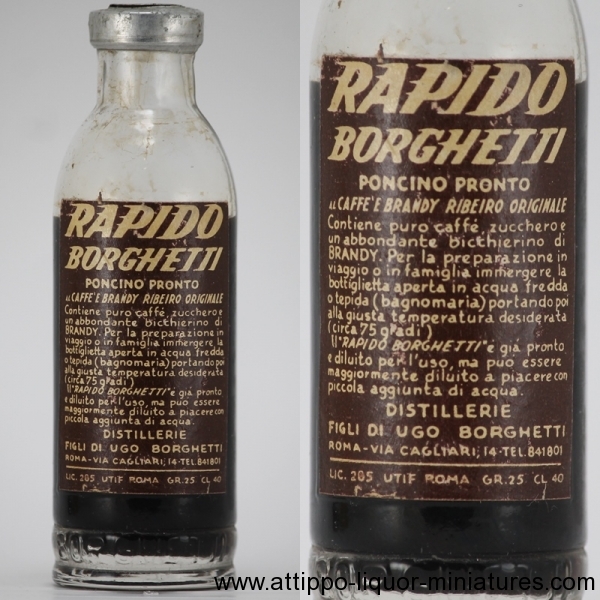 RAPIDO
BORGHETTI
PONCINO PRONTO
AL CAFFÈ E BRANDY RIBEIRO ORIGINALE
Contiene puro caffé, zucchero e
un abbondante bicthierino di
BRANDY. Per la preparazione in
viaggio o in famiglia immergere la
bottiglietta aperta in acqua fredda
o tepida (bagnomaria) portando poi
alla giusta temperatura desiderata
(circa 75 gradi)
Il "RAPIDO BORGHETTI" è già pronto
e diluito per l'uso, ma può essere
maggiormente diluito a piacere con
piccola aggiunta di acqua.
DISTILLERIE
FIGLI DI UGO BORGHETTI
ROMA - VIA CAGLIARI, 14 - TEL. 841801
LIC. 285 UTIF ROMA GR. 25 CL 40
RAPIDO
BORGHETTI
PONCINO PRONTO
AL CAFFÈ E BRANDY RIBEIRO ORIGINALE
Contiene puro caffé, zucchero e
un abbondante bicthierino di
BRANDY. Per la preparazione in
viaggio o in famiglia immergere la
bottiglietta aperta in acqua fredda
o tepida (bagnomaria) portando poi
alla giusta temperatura desiderata
(circa 75 gradi)
Il "RAPIDO BORGHETTI" è già pronto
e diluito per l'uso, ma può essere
maggiormente diluito a piacere con
piccola aggiunta di acqua.
DISTILLERIE
FIGLI DI UGO BORGHETTI
ROMA - VIA CAGLIARI, 14 - TEL. 841801
LIC. 285 UTIF ROMA GR. 25 CL 40
www.attippo-liquor-miniatures.com